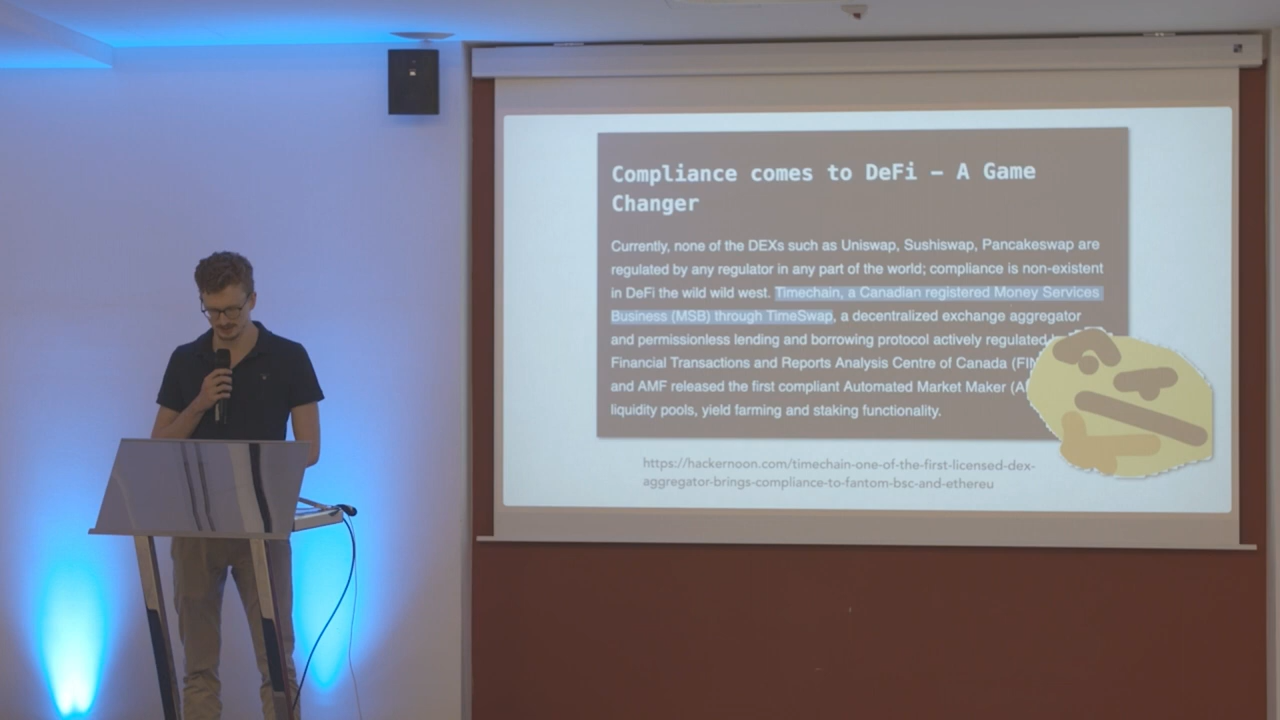 Compliance comes to DeFi – A Game
Changer
Currently, none of the DEXs such as Uniswap, Sushiswap, Pancakeswap are
regulated by any regulator in any part of the world; compliance is non-existent
in DeFi the wild wild west. Timechain, a Canadian registered Money Services
Business (MSB) through TimeSwap, a decentralized exchange aggregator
and permissionless lending and borrowing protocol actively regulated
Financial Transactions and Reports Analysis Centre of Canada (FIN
and AMF released the first compliant Automated Market Maker (A
liquidity pools, yield farming and staking functionality.
https://hackernoon.com/timechain-one-of-the-first-licensed-dex-
aggregator-brings-compliance-to-fantom-bsc-and-ethereu